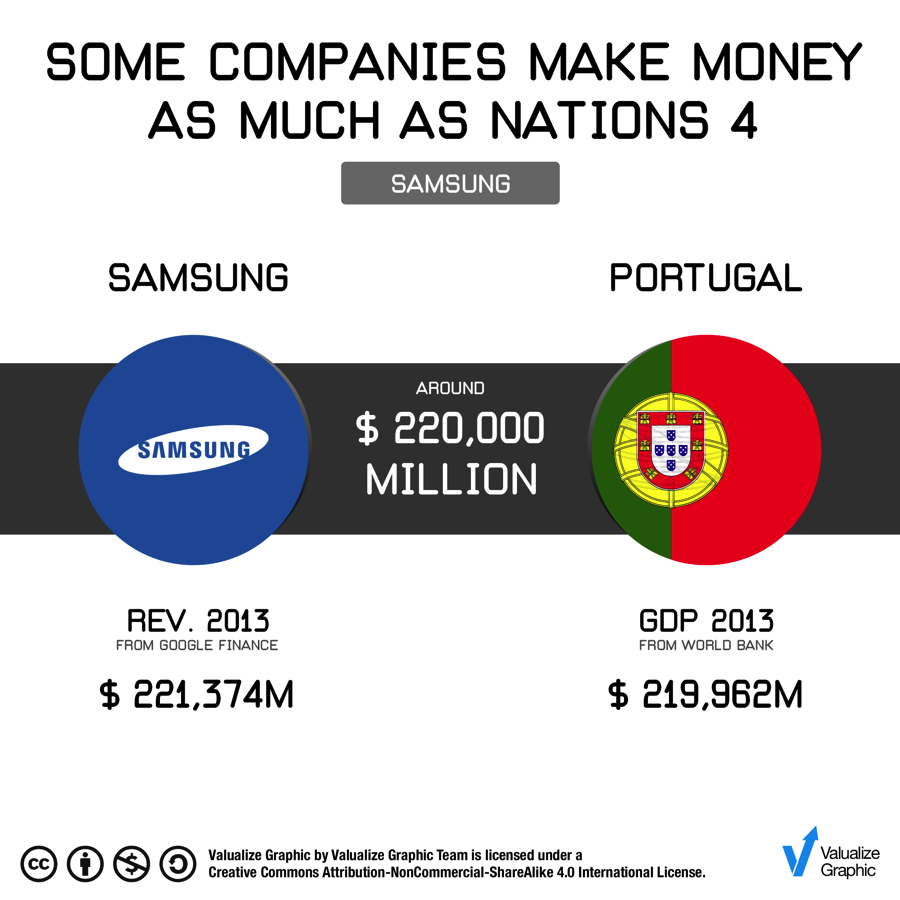 SOME COMPANIES MAKE MONEY
AS MUCH AS NATIONS 4
SAMSUNG
SAMSUNG
PORTUGAL
AROUND
$ 220,000
MILLION
SAMSUNG
REV. 2013
FROM GOOGLE FINANCE
$ 221,374M
GDP 2013
FROM WORLD BANK
$ 219,962M
cc
Valualize Graphic by Valualize Graphic Team is licensed under a
Creative Commons Attribution-NonCommercial-ShareAlike 4.0 International License.
Valualize
Graphic